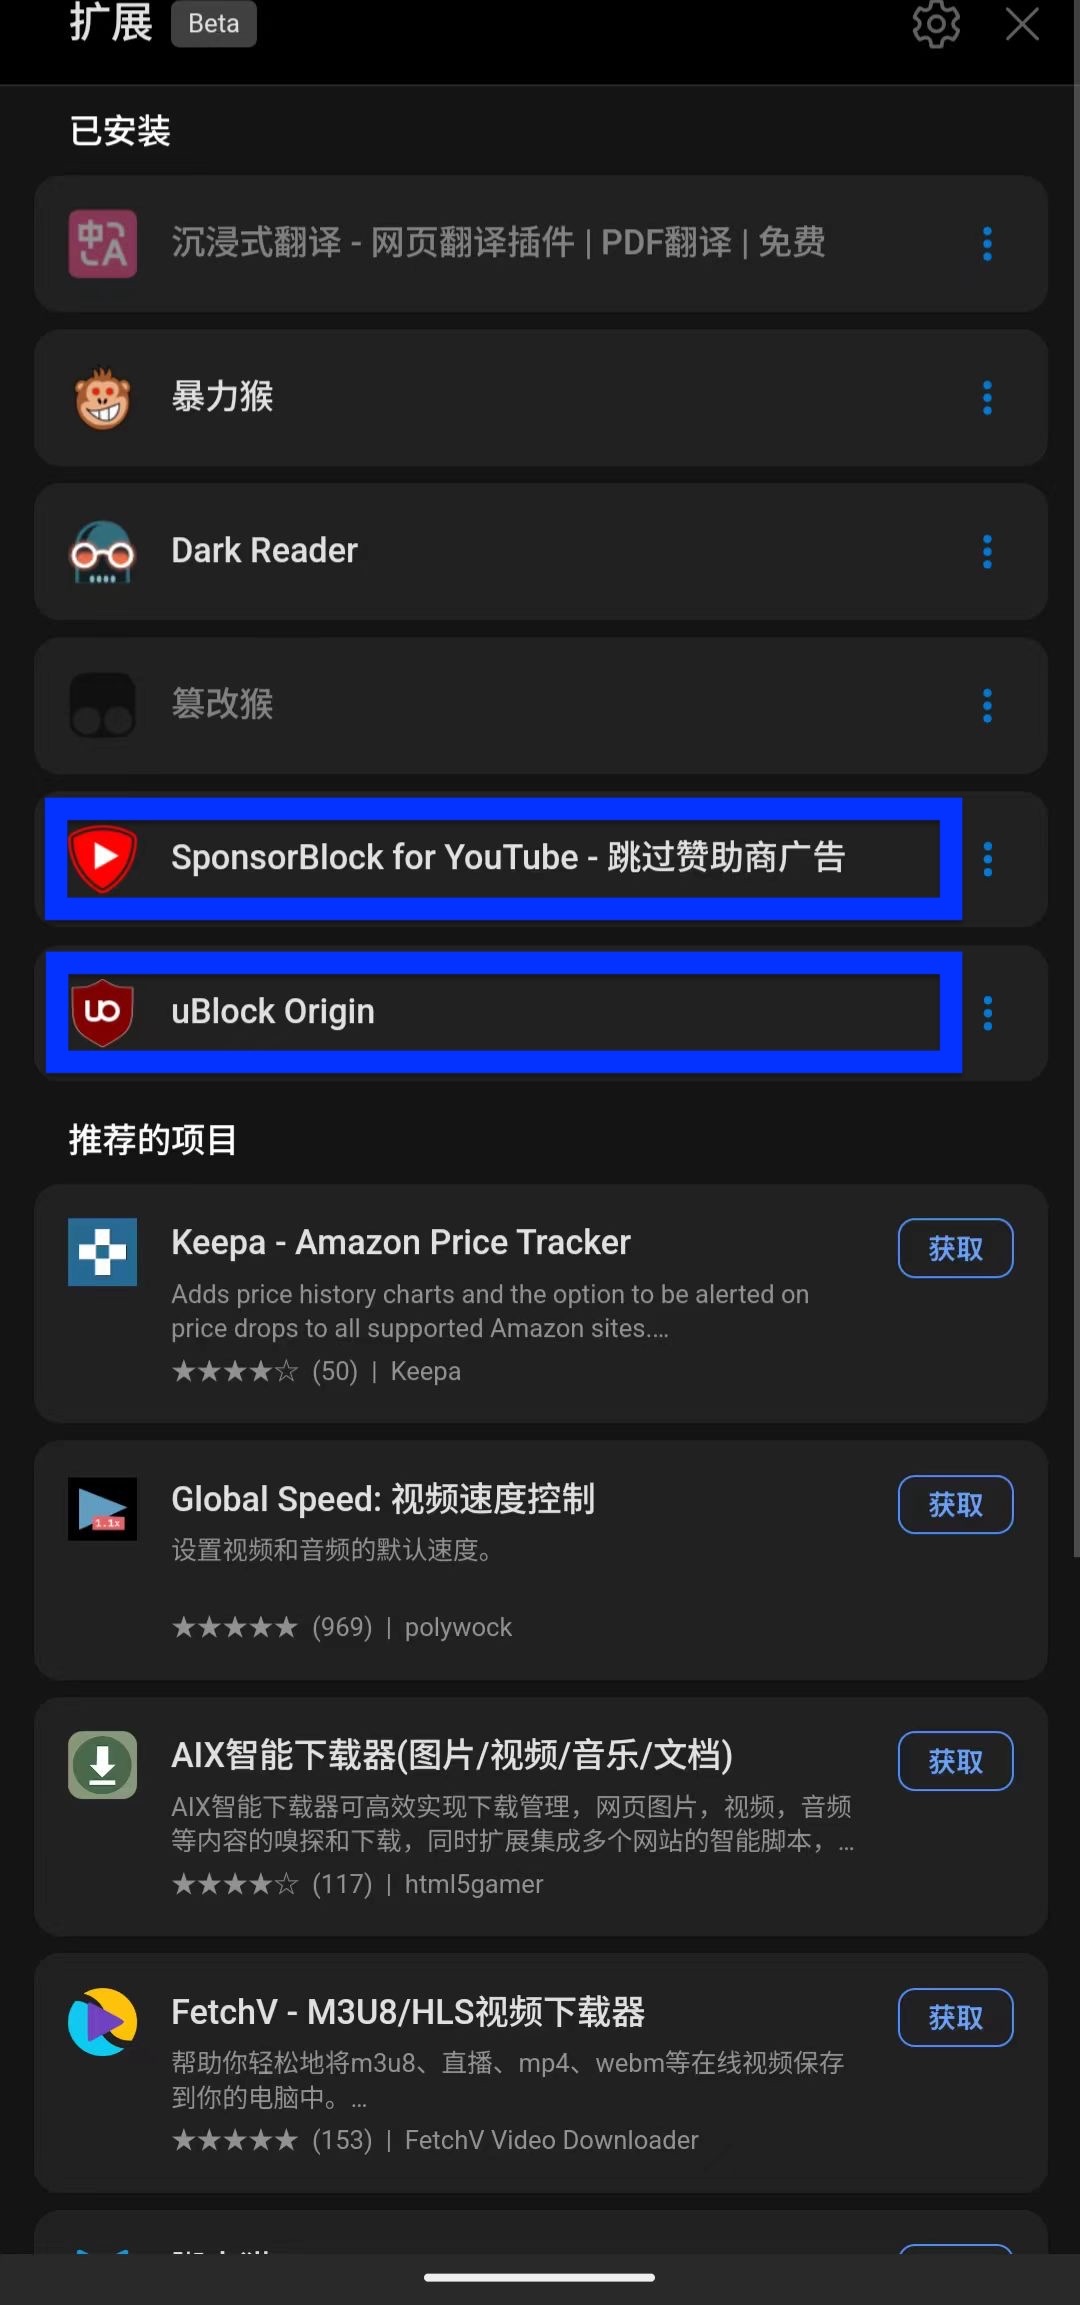 扩展 Beta
已安装
沉浸式翻译 - 网页翻译插件 | PDF翻译 | 免费
暴力猴
Dark Reader
篡改猴
SponsorBlock for YouTube - 跳过赞助商广告
uBlock Origin
推荐的项目
Keepa - Amazon Price Tracker
获取
Adds price history charts and the option to be alerted on
price drops to all supported Amazon sites....
★★★★☆ (50) | Keepa
1.1x
Global Speed: 视频速度控制
获取
设置视频和音频的默认速度。
★★★★★ (969) | polywock
AIX智能下载器(图片/视频/音乐/文档)
获取
AIX智能下载器可高效实现下载管理，网页图片，视频，音频
等内容的嗅探和下载，同时扩展集成多个网站的智能脚本，...
★★★★☆ (117) | html5gamer
FetchV - M3U8/HLS视频下载器
获取
帮助你轻松地将m3u8、直播、mp4、webm等在线视频保存
到你的电脑中。...
★★★★★ (153) | FetchV Video Downloader